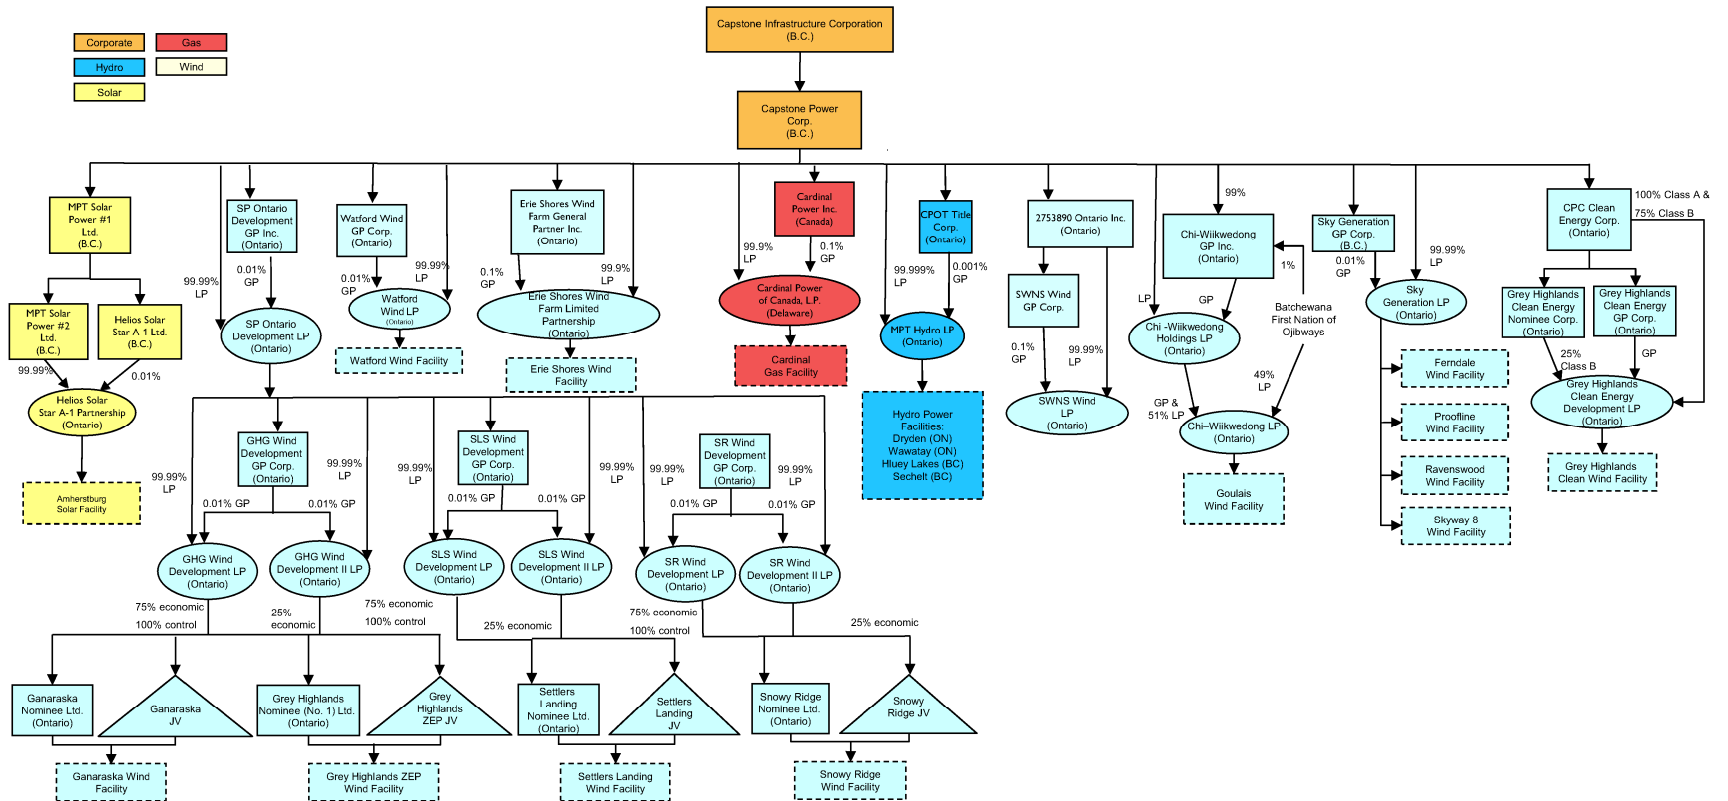 Capstone Infrastructure Corporation
(B.C.)
Corporate
Gas
Hydro
Wind
Solar
Capstone Power
Corp.
(B.C.)
MPT Solar
Power #1
Ltd.
(B.C.)
SP Ontario
Development
GP Inc.
(Ontario)
Watford Wind
GP Corp.
(Ontario)
Erie Shores Wind
Farm General
Partner Inc.
(Ontario)
Cardinal
Power Inc.
(Canada)
CPOT Title
Corp.
(Ontario)
2753890 Ontario Inc.
(Ontario)
99%
Chi-Wiikwedong
GP Inc.
(Ontario)
Sky Generation
GP Corp.
(B.C.)
CPC Clean
Energy Corp.
(Ontario)
100% Class A &
75% Class B
99.99%
LP
0.01%
GP
0.01%
GP
99.99%
LP
0.1%
GP
99.9%
LP
99.9%
LP
0.1%
GP
99.999%
LP
0.001%
GP
SWNS Wind
GP Corp.
LP
GP
1%
Batchewana
First Nation of
Ojibways
0.01%
GP
99.99%
LP
Grey Highlands
Clean Energy
Nominee Corp.
(Ontario)
Grey Highlands
Clean Energy
GP Corp.
(Ontario)
MPT Solar
Power #2
Ltd.
(B.C.)
Helios Solar
Star A-1 Ltd.
(B.C.)
SP Ontario
Development LP
(Ontario)
Watford
Wind LP
(Ontario)
Erie Shores Wind
Farm Limited
Partnership
(Ontario)
Cardinal Power
of Canada, L.P.
(Delaware)
MPT Hydro LP
(Ontario)
Chi -Wiikwedong
Holdings LP
(Ontario)
Sky
Generation LP
(Ontario)
99.99%
0.01%
Watford Wind Facility
Erie Shores Wind
Facility
Cardinal
Gas Facility
0.1%
GP
99.99%
LP
49%
LP
GP &
51% LP
25%
Class B
GP
Helios Solar
Star A-1 Partnership
(Ontario)
Hydro Power
Facilities:
Dryden (ON)
Wawatay (ON)
Hluey Lakes (BC)
Sechelt (BC)
SWNS Wind
LP
(Ontario)
Chi–Wiikwedong LP
(Ontario)
Ferndale
Wind Facility
Proofline
Wind Facility
Ravenswood
Wind Facility
Skyway 8
Wind Facility
Grey Highlands
Clean Energy
Development LP
(Ontario)
Grey Highlands
Clean Wind Facility
Goulais
Wind Facility
Amherstburg
Solar Facility
GHG Wind
Development
GP Corp.
(Ontario)
SLS Wind
Development
GP Corp.
(Ontario)
SR Wind
Development
GP Corp.
(Ontario)
99.99%
LP
0.01% GP
0.01% GP
99.99%
LP
99.99%
LP
0.01% GP
0.01% GP
99.99%
LP
99.99%
LP
0.01% GP
0.01% GP
99.99%
LP
GHG Wind
Development LP
(Ontario)
GHG Wind
Development II LP
(Ontario)
SLS Wind
Development LP
(Ontario)
SLS Wind
Development II LP
(Ontario)
SR Wind
Development LP
(Ontario)
SR Wind
Development II LP
(Ontario)
75% economic
100% control
25%
economic
75% economic
100% control
25% economic
75% economic
100% control
25% economic
Ganaraska
Nominee Ltd.
(Ontario)
Ganaraska
JV
Grey Highlands
Nominee (No. 1) Ltd.
(Ontario)
Grey
Highlands
ZEP JV
Settlers
Landing
Nominee Ltd.
(Ontario)
Settlers
Landing
JV
Snowy Ridge
Nominee Ltd.
(Ontario)
Snowy
Ridge JV
Ganaraska Wind
Facility
Grey Highlands ZEP
Wind Facility
Settlers Landing
Wind Facility
Snowy Ridge
Wind Facility